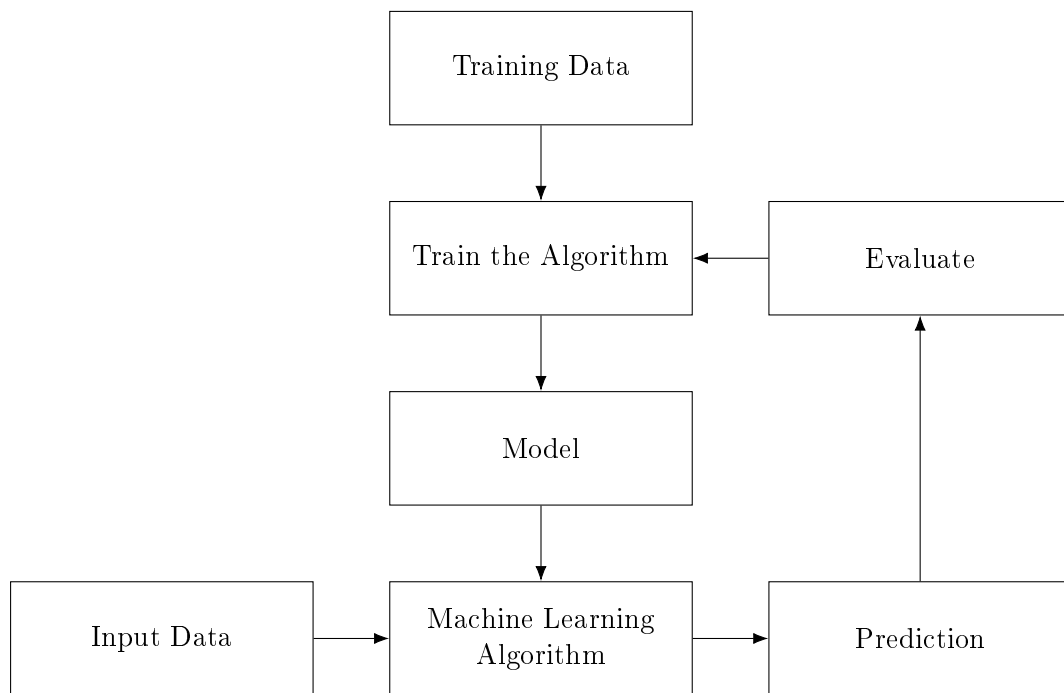 Training Data
Train the Algorithm
Evaluate
Model
Input Data
Machine Learning
Algorithm
Prediction